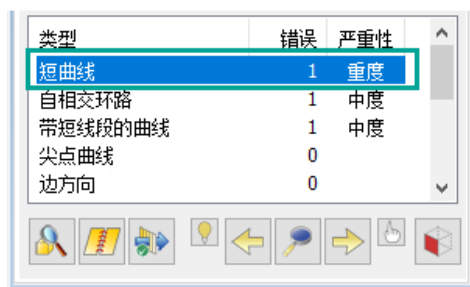 类型 错误 严重性
短曲线 1 重度
自相交环路 1 中度
带短线段的曲线 1 中度
尖点曲线 0
边方向 0